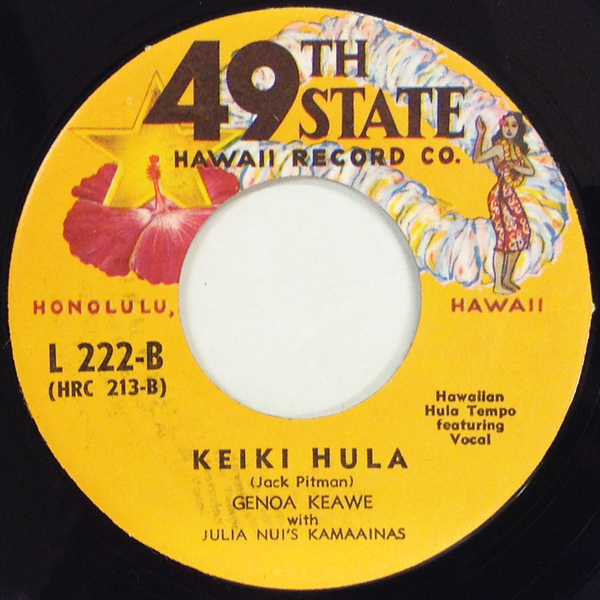 49TH STATE
HAWAII RECORD CO.
HONOLULU, HAWAII
L 222-B
(HRC 213-B)
Hawaiian
Hula Tempo
featuring
Vocal
KEIKI HULA
(Jack Pitman)
GENOA KEAWE
with
JULIA NUI'S KAMAAINAS